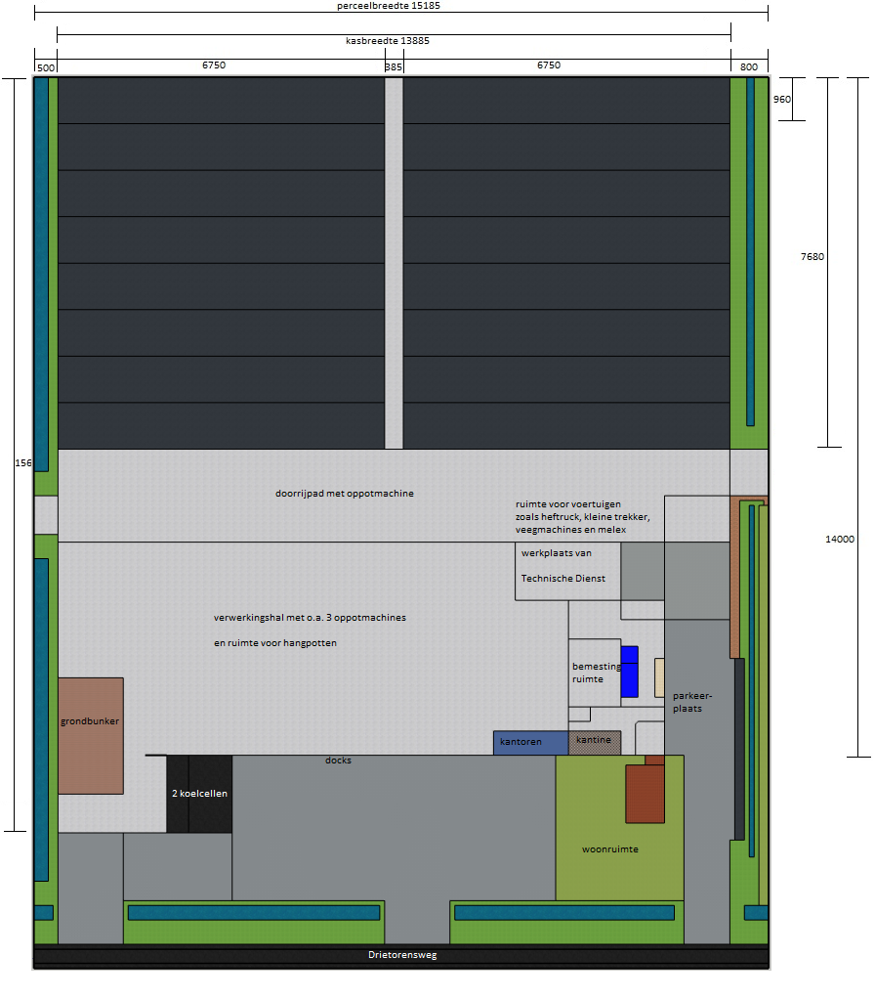 perceelbreedte 15185
kasbreedte 13885
500
6750
385
6750
800
960
7680
156
doorrijpad met oppotmachine
ruimte voor voertuigen
zoals heftruck, kleine trekker,
veegmachines en melex
14000
werkplaats van
Technische Dienst
verwerkingshal met o.a. 3 oppotmachines
en ruimte voor hangpotten
bemesting
ruimte
parkeer-
plaats
grondbunker
kantoren
kantine
docks
2 koelcellen
woonruimte
Drietorensweg